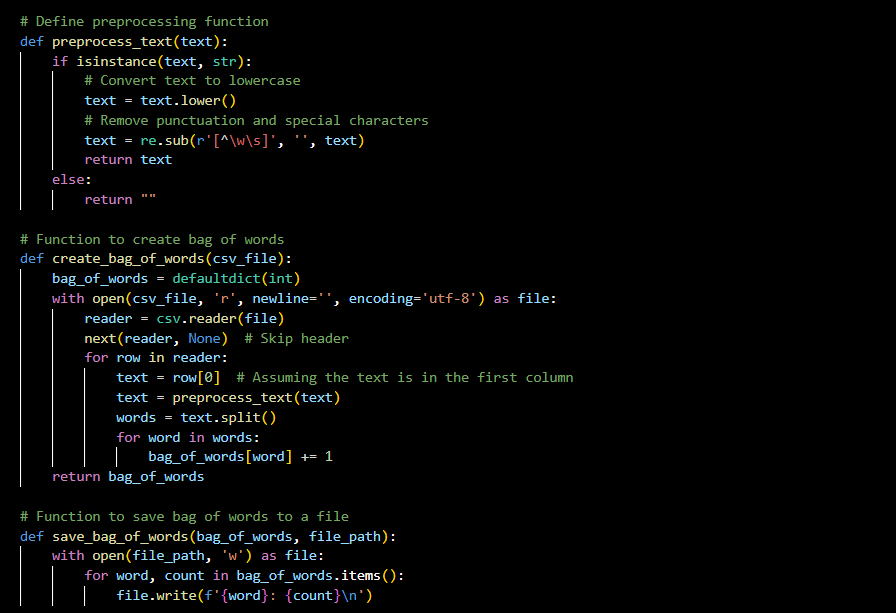 # Define preprocessing function
def preprocess_text(text):
    if isinstance(text, str):
        # Convert text to lowercase
        text = text.lower()
        # Remove punctuation and special characters
        text = re.sub(r'[^\w\s]', '', text)
        return text
    else:
        return ""

# Function to create bag of words
def create_bag_of_words(csv_file):
    bag_of_words = defaultdict(int)
    with open(csv_file, 'r', newline='', encoding='utf-8') as file:
        reader = csv.reader(file)
        next(reader, None)  # Skip header
        for row in reader:
            text = row[0]  # Assuming the text is in the first column
            text = preprocess_text(text)
            words = text.split()
            for word in words:
                bag_of_words[word] += 1
    return bag_of_words

# Function to save bag of words to a file
def save_bag_of_words(bag_of_words, file_path):
    with open(file_path, 'w') as file:
        for word, count in bag_of_words.items():
            file.write(f'{word}: {count}\n')